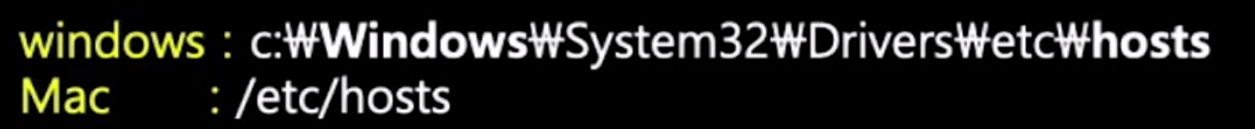 windows : c:₩Windows₩System32₩Drivers₩etc₩hosts
Mac : /etc/hosts